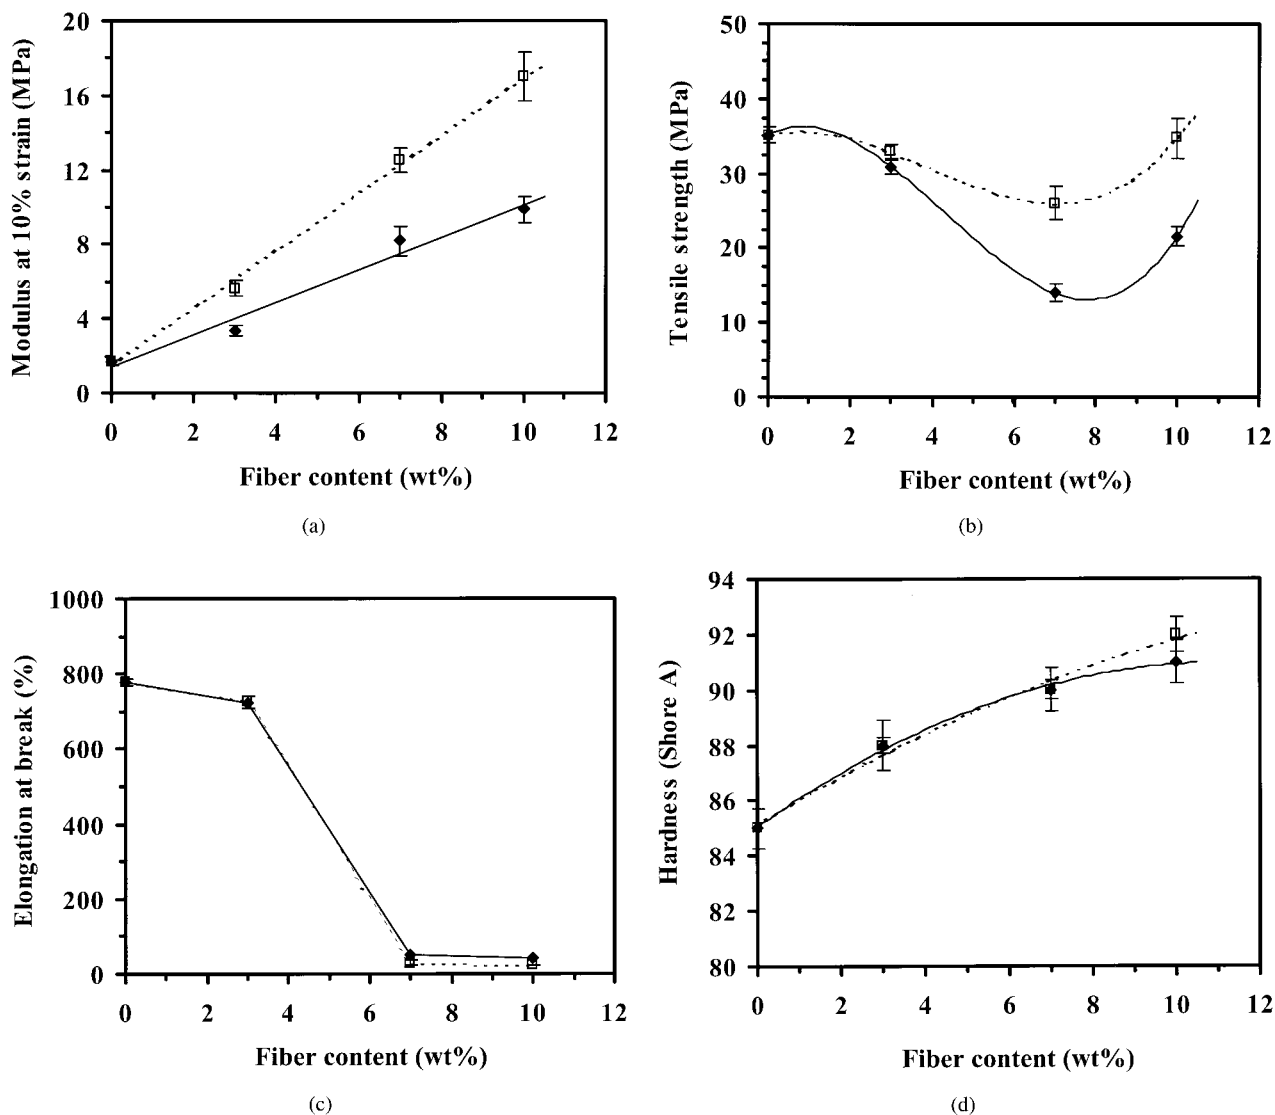 Modulus at 10% strain (MPa)
20
16
12
8
4
0
0 2 4 6 8 10 12
Fiber content (wt%)
(a)
Tensile strength (MPa)
50
40
30
20
10
0
0 2 4 6 8 10 12
Fiber content (wt%)
(b)
Elongation at break (%)
1000
800
600
400
200
0
0 2 4 6 8 10 12
Fiber content (wt%)
(c)
Hardness (Shore A)
94
92
90
88
86
84
82
80
0 2 4 6 8 10 12
Fiber content (wt%)
(d)